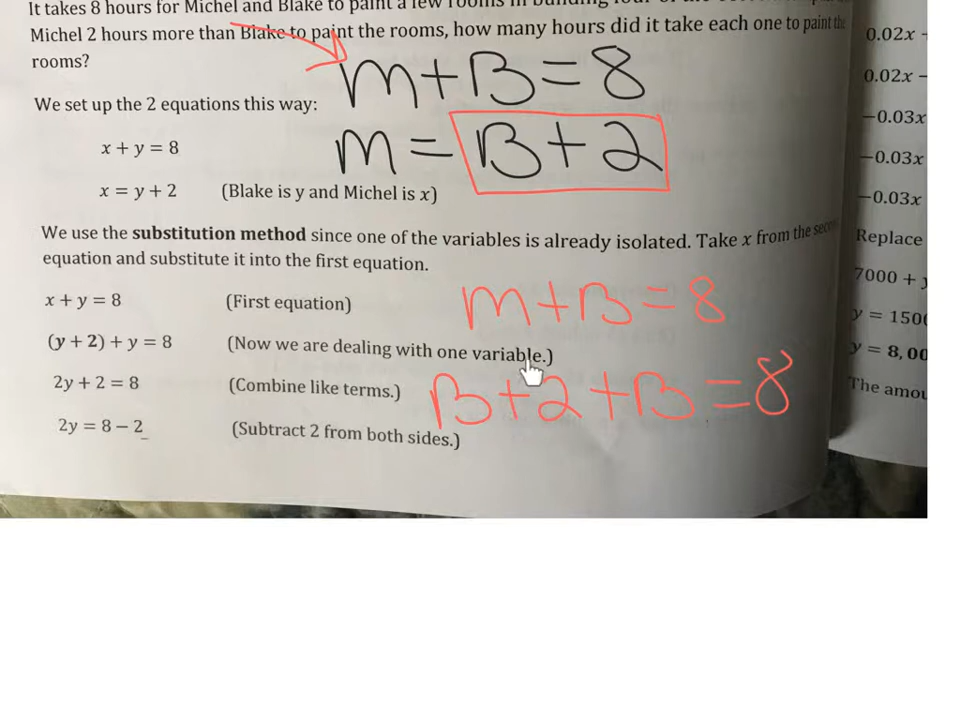 It takes 8 hours for Michel and Blake to paint a few rooms in building four of the
Michel 2 hours more than Blake to paint the rooms, how many hours did it take each one to paint the
rooms?
m+B=8
We set up the 2 equations this way:
m=B+2
x + y = 8
x = y + 2 (Blake is y and Michel is x)
We use the substitution method since one of the variables is already isolated. Take x from the
equation and substitute it into the first equation.
x + y = 8 (First equation) m+B=8
(y + 2) + y = 8 (Now we are dealing with one variable.)
2y + 2 = 8 (Combine like terms.) B+2+B=8
2y = 8 − 2 (Subtract 2 from both sides.)
0.02x
0.02x −
−0.03x
−0.03x
−0.03x
Replace
7000 +
y = 150
y = 8, 00
The